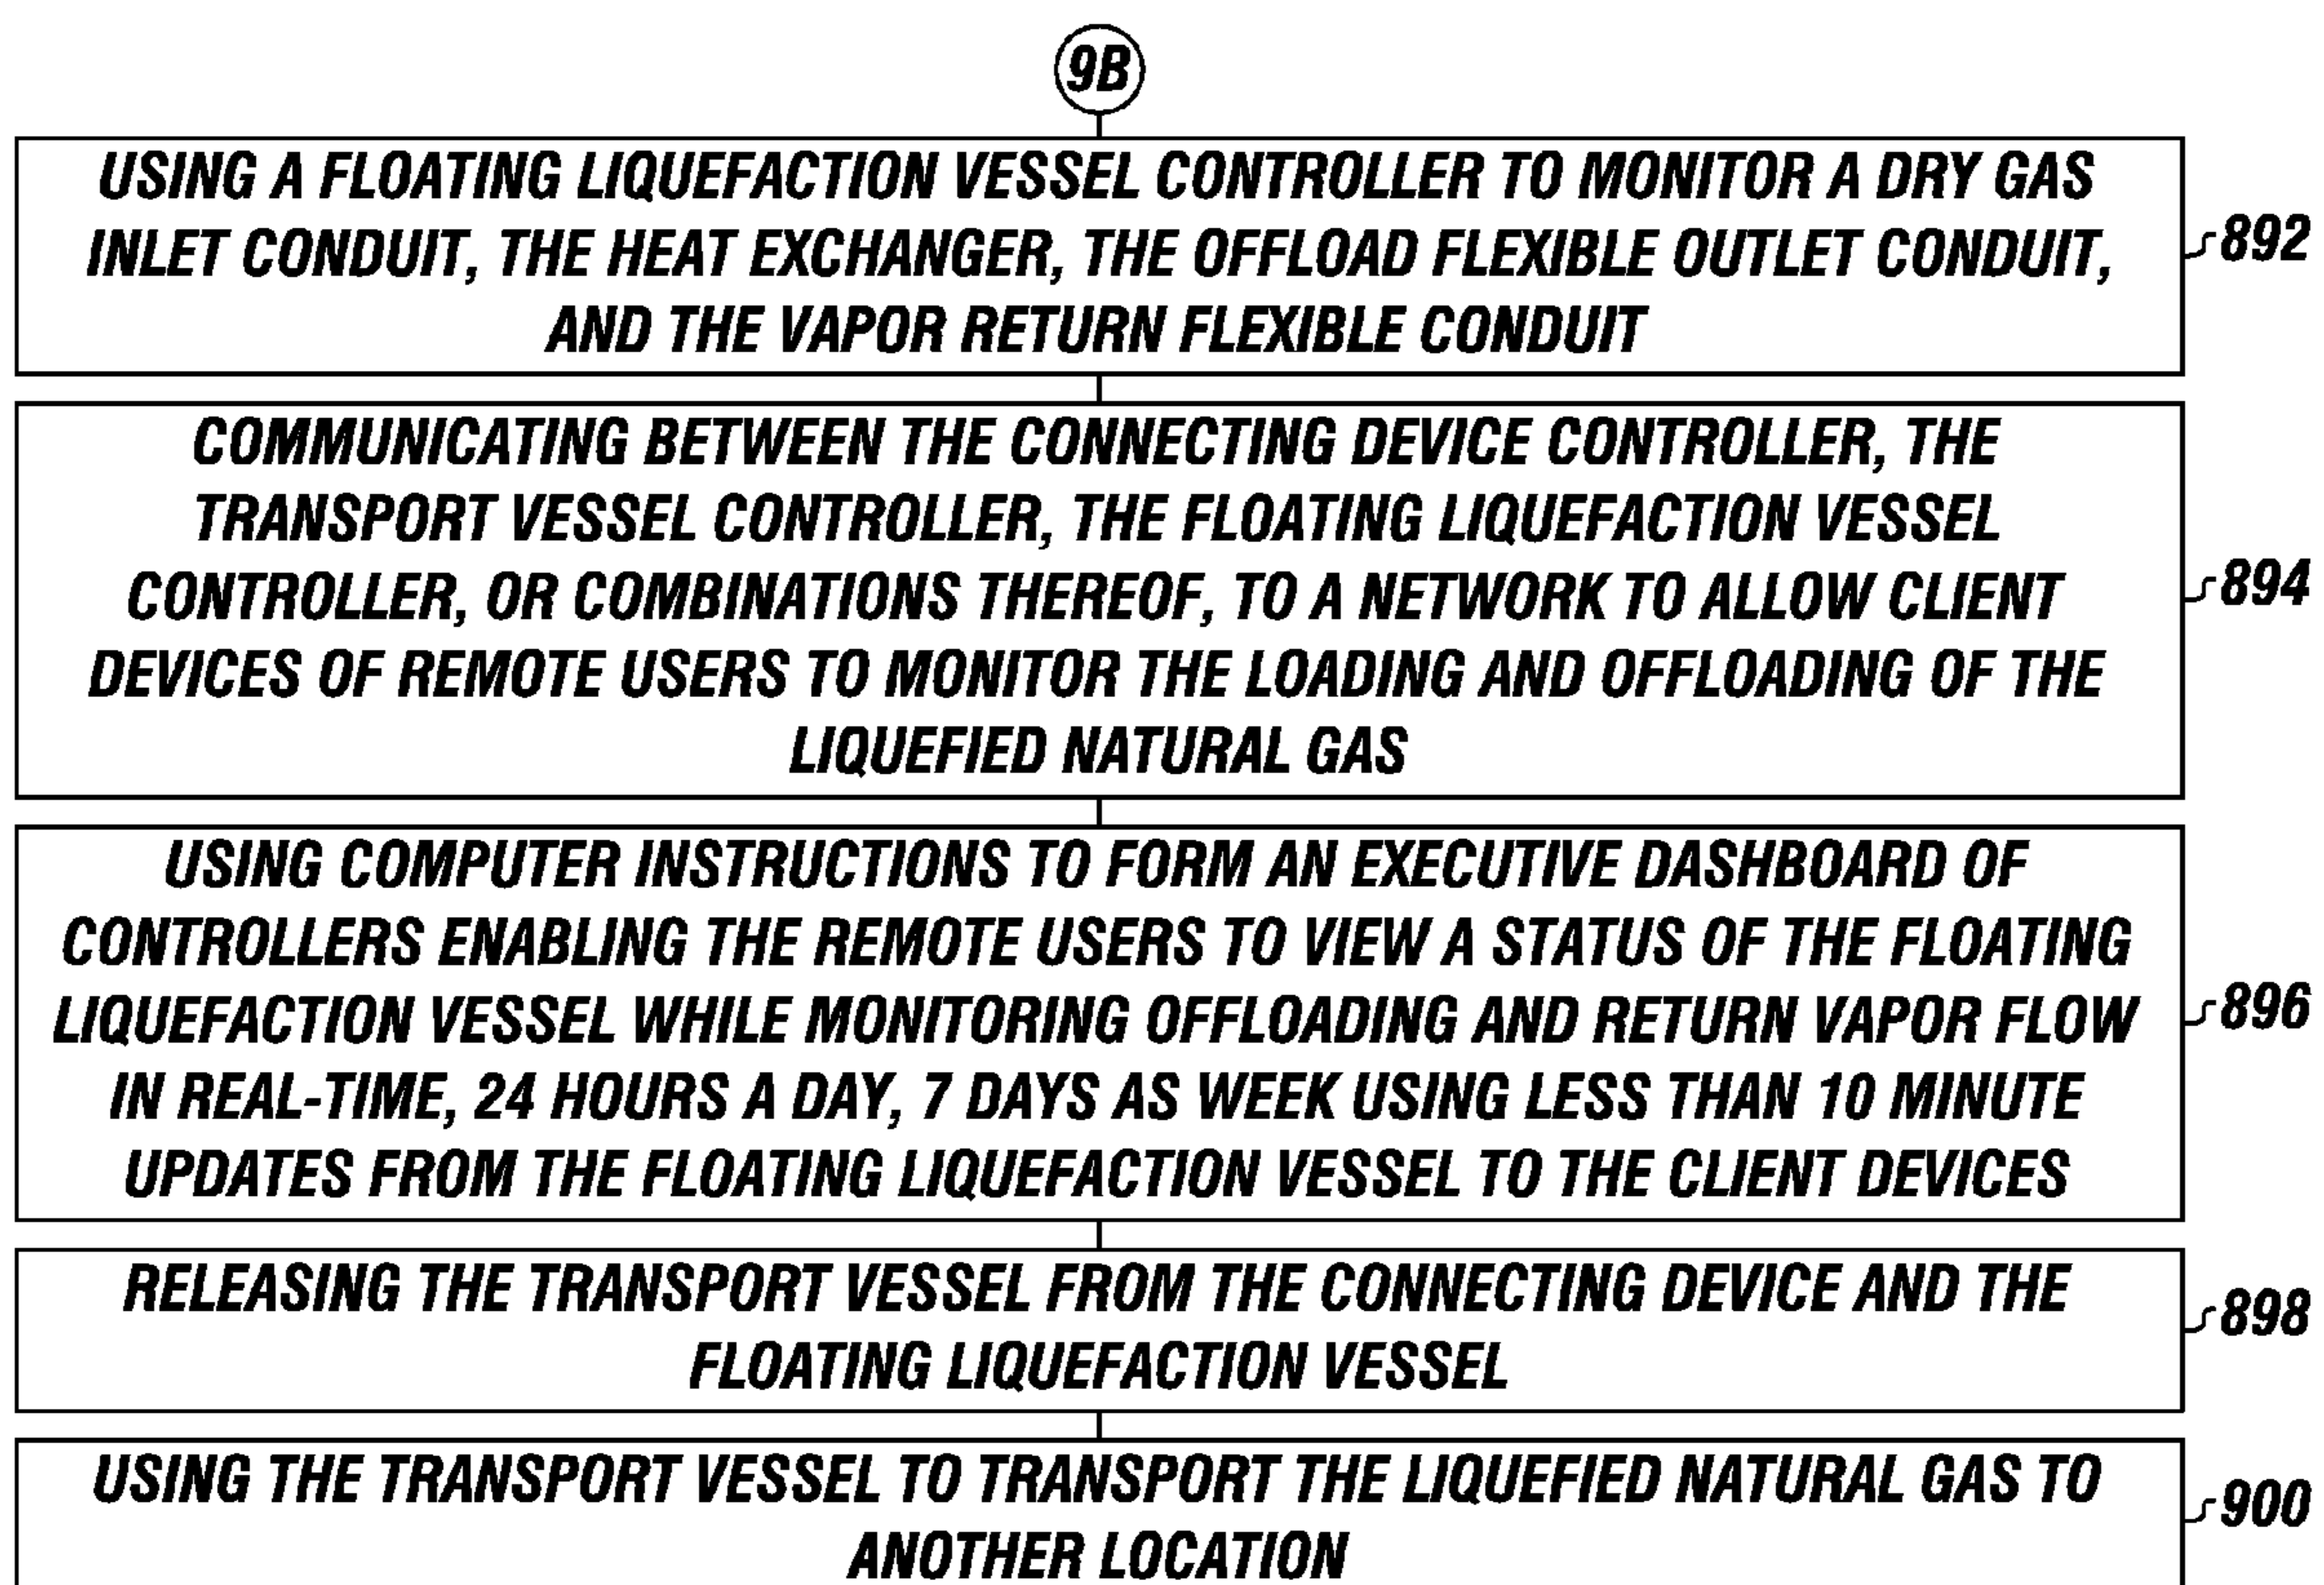 9B
USING A FLOATING LIQUEFACTION VESSEL CONTROLLER TO MONITOR A DRY GAS
INLET CONDUIT, THE HEAT EXCHANGER, THE OFFLOAD FLEXIBLE OUTLET CONDUIT,
AND THE VAPOR RETURN FLEXIBLE CONDUIT
892
COMMUNICATING BETWEEN THE CONNECTING DEVICE CONTROLLER, THE
TRANSPORT VESSEL CONTROLLER, THE FLOATING LIQUEFACTION VESSEL
CONTROLLER, OR COMBINATIONS THEREOF, TO A NETWORK TO ALLOW CLIENT
DEVICES OF REMOTE USERS TO MONITOR THE LOADING AND OFFLOADING OF THE
LIQUEFIED NATURAL GAS
894
USING COMPUTER INSTRUCTIONS TO FORM AN EXECUTIVE DASHBOARD OF
CONTROLLERS ENABLING THE REMOTE USERS TO VIEW A STATUS OF THE FLOATING
LIQUEFACTION VESSEL WHILE MONITORING OFFLOADING AND RETURN VAPOR FLOW
IN REAL-TIME, 24 HOURS A DAY, 7 DAYS AS WEEK USING LESS THAN 10 MINUTE
UPDATES FROM THE FLOATING LIQUEFACTION VESSEL TO THE CLIENT DEVICES
896
RELEASING THE TRANSPORT VESSEL FROM THE CONNECTING DEVICE AND THE
FLOATING LIQUEFACTION VESSEL
898
USING THE TRANSPORT VESSEL TO TRANSPORT THE LIQUEFIED NATURAL GAS TO
ANOTHER LOCATION
900